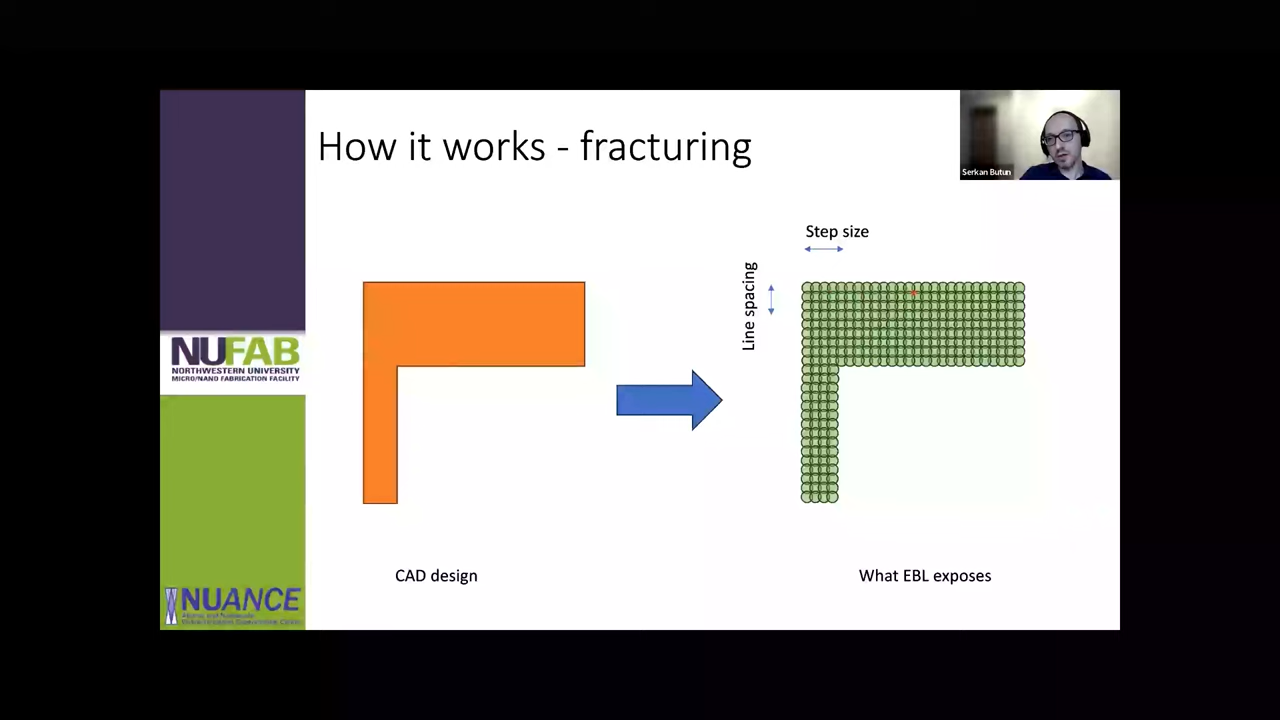 How it works - fracturing
Serkan Butun
Step size
Line spacing
NUFAB
NORTHWESTERN UNIVERSITY
MICRO/NANO FABRICATION FACILITY
CAD design
What EBL exposes
NUANCE